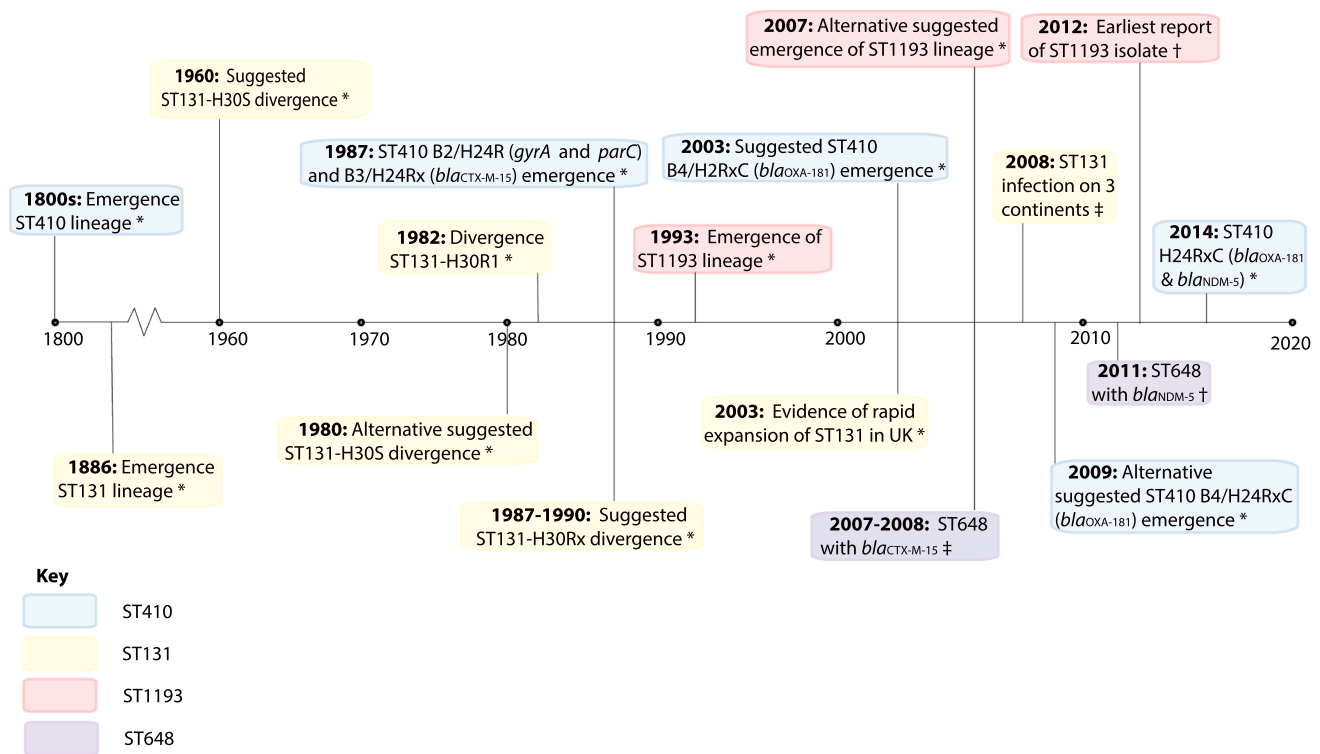 2007: Alternative suggested
emergence of ST1193 lineage *
2012: Earliest report
of ST1193 isolate †
1960: Suggested
ST131-H30S divergence *
1987: ST410 B2/H24R (gyrA and parC)
and B3/H24Rx (blaCTX-M-15) emergence *
2003: Suggested ST410
B4/H2RxC (blaOXA-181) emergence *
2008: ST131
infection on 3
continents ‡
1800s: Emergence
ST410 lineage *
1982: Divergence
ST131-H30R1 *
1993: Emergence of
ST1193 lineage *
2014: ST410
H24RxC (blaOXA-181
& blaNDM-5) *
1800 1960 1970 1980 1990 2000 2010 2020
2011: ST648
with blaNDM-5 †
1886: Emergence
ST131 lineage *
1980: Alternative suggested
ST131-H30S divergence *
2003: Evidence of rapid
expansion of ST131 in UK *
1987-1990: Suggested
ST131-H30Rx divergence *
2007-2008: ST648
with blaCTX-M-15 ‡
2009: Alternative
suggested ST410 B4/H24RxC
(blaOXA-181) emergence *
Key
ST410
ST131
ST1193
ST648